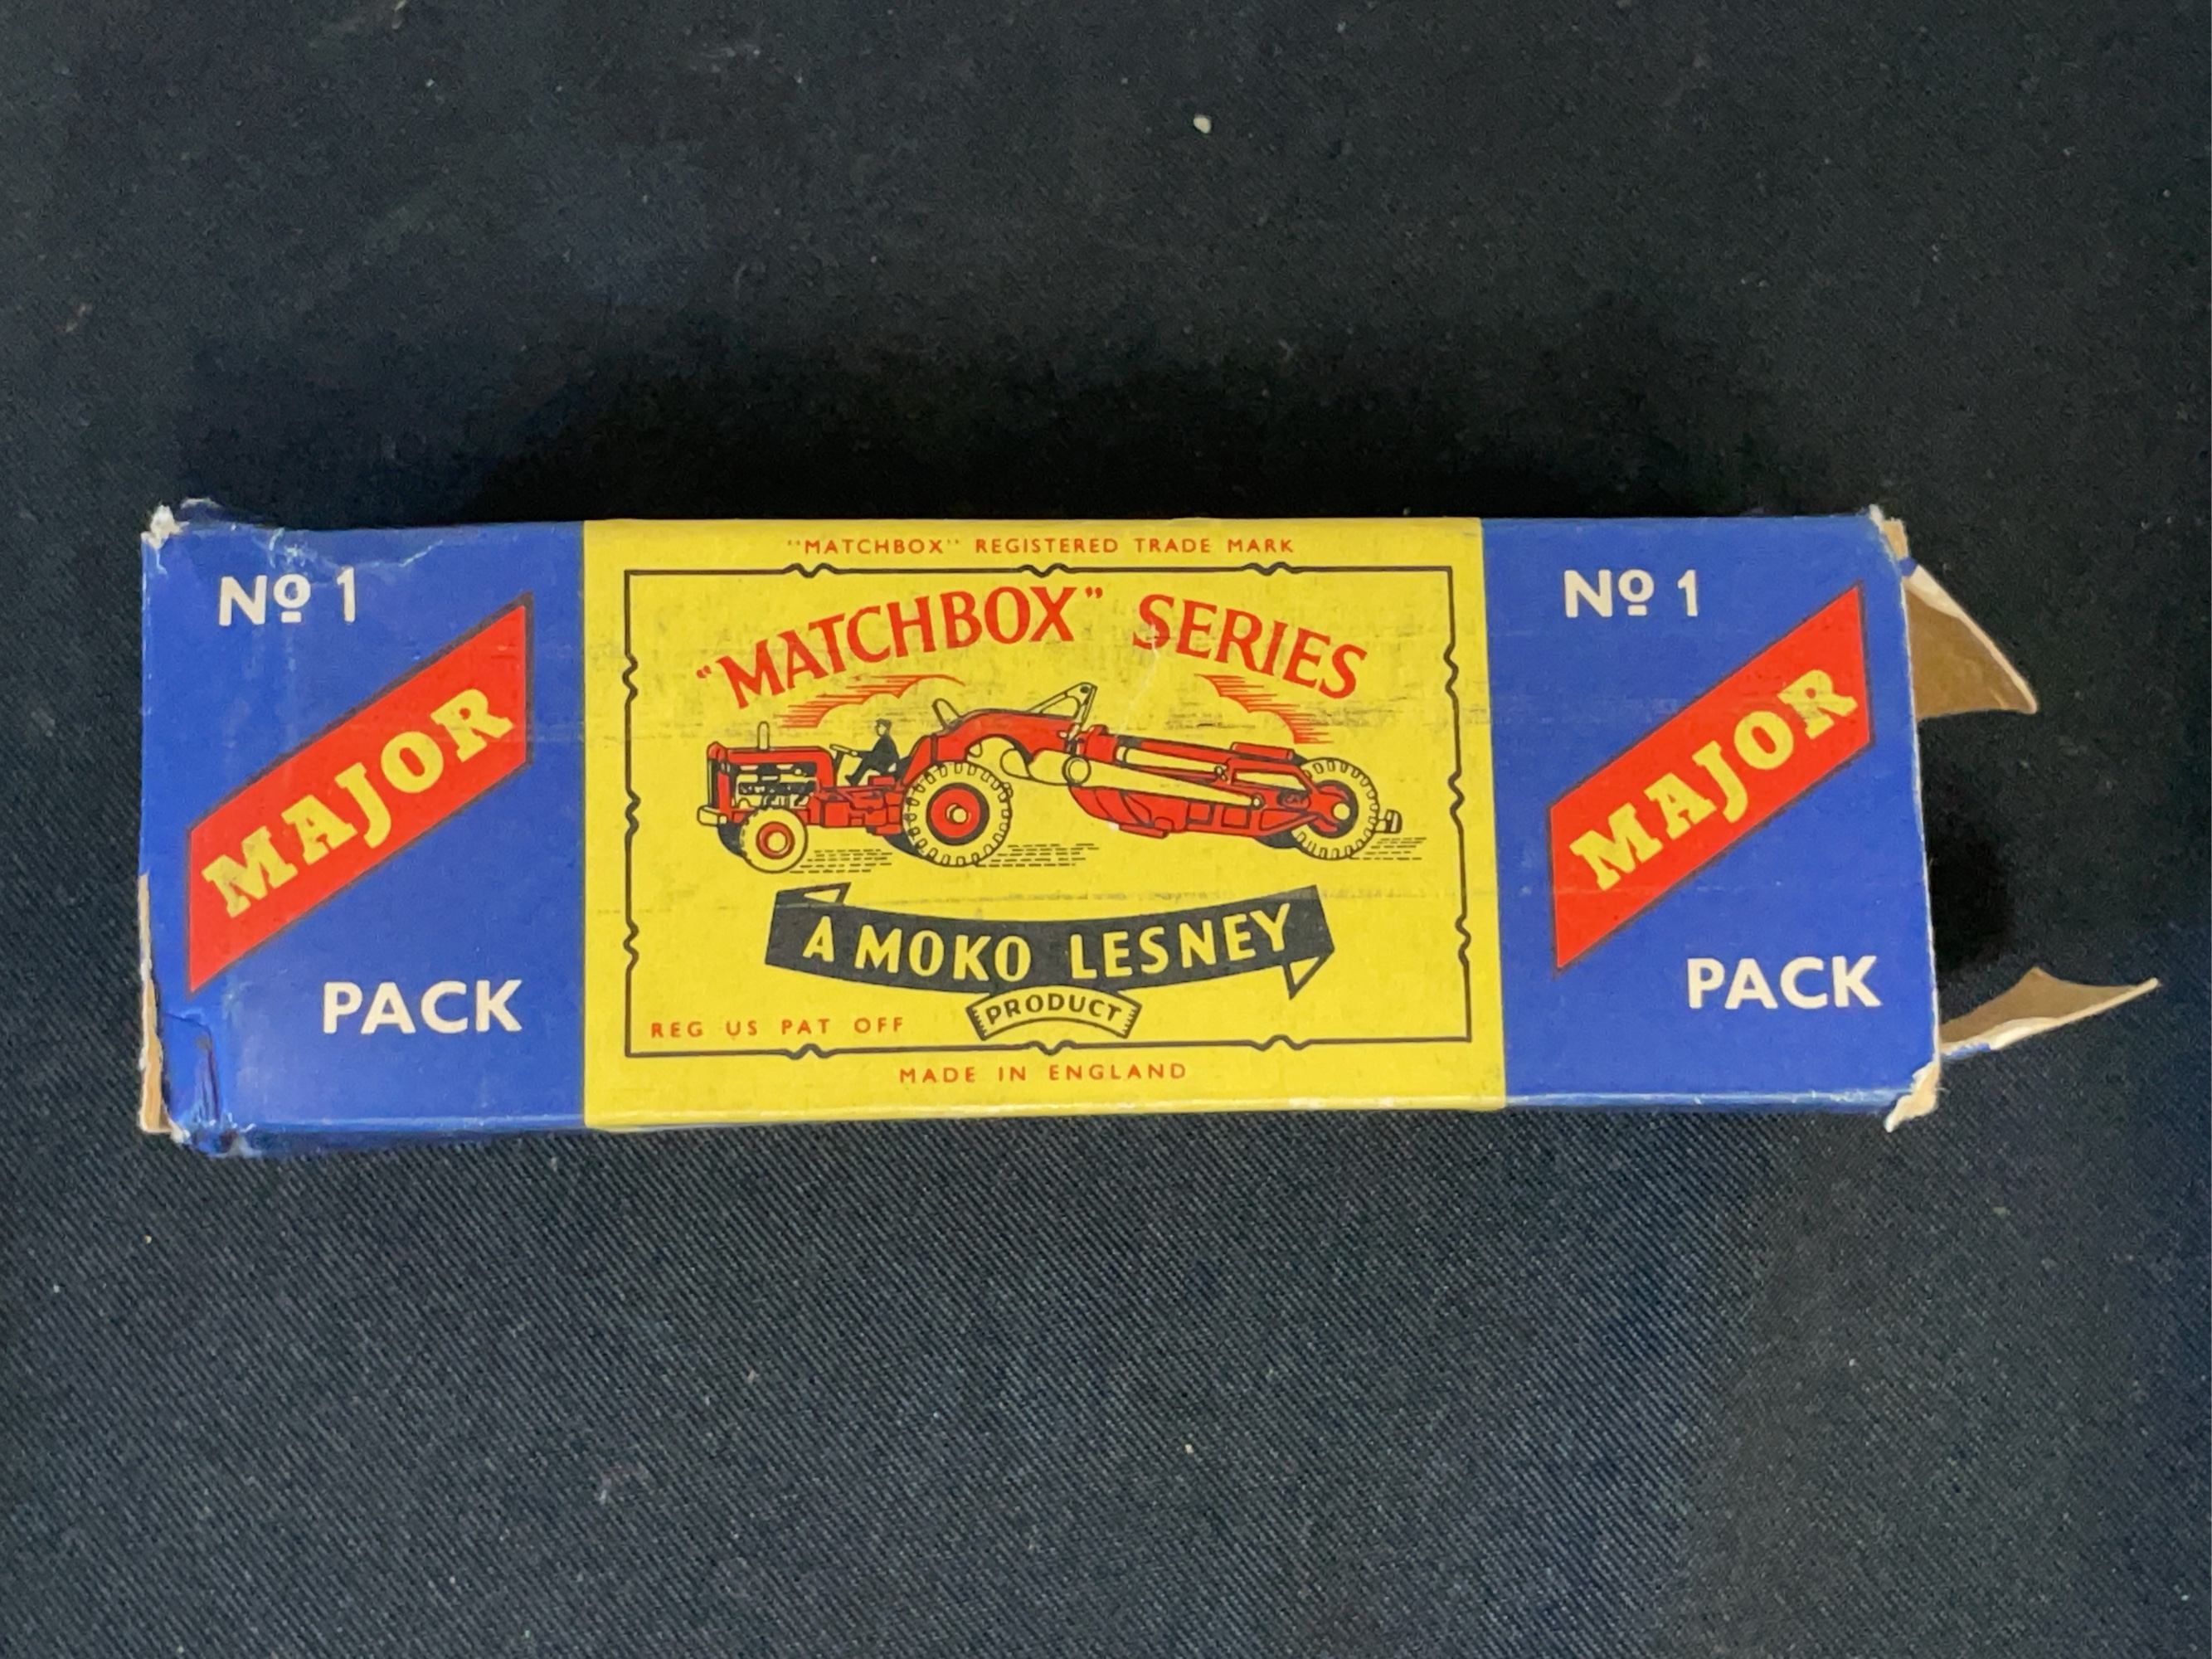 "MATCHBOX" REGISTERED TRADE MARK
Nº 1
MAJOR
PACK
"MATCHBOX" SERIES
A MOKO LESNEY
PRODUCT
REG US PAT OFF
MADE IN ENGLAND
Nº 1
MAJOR
PACK